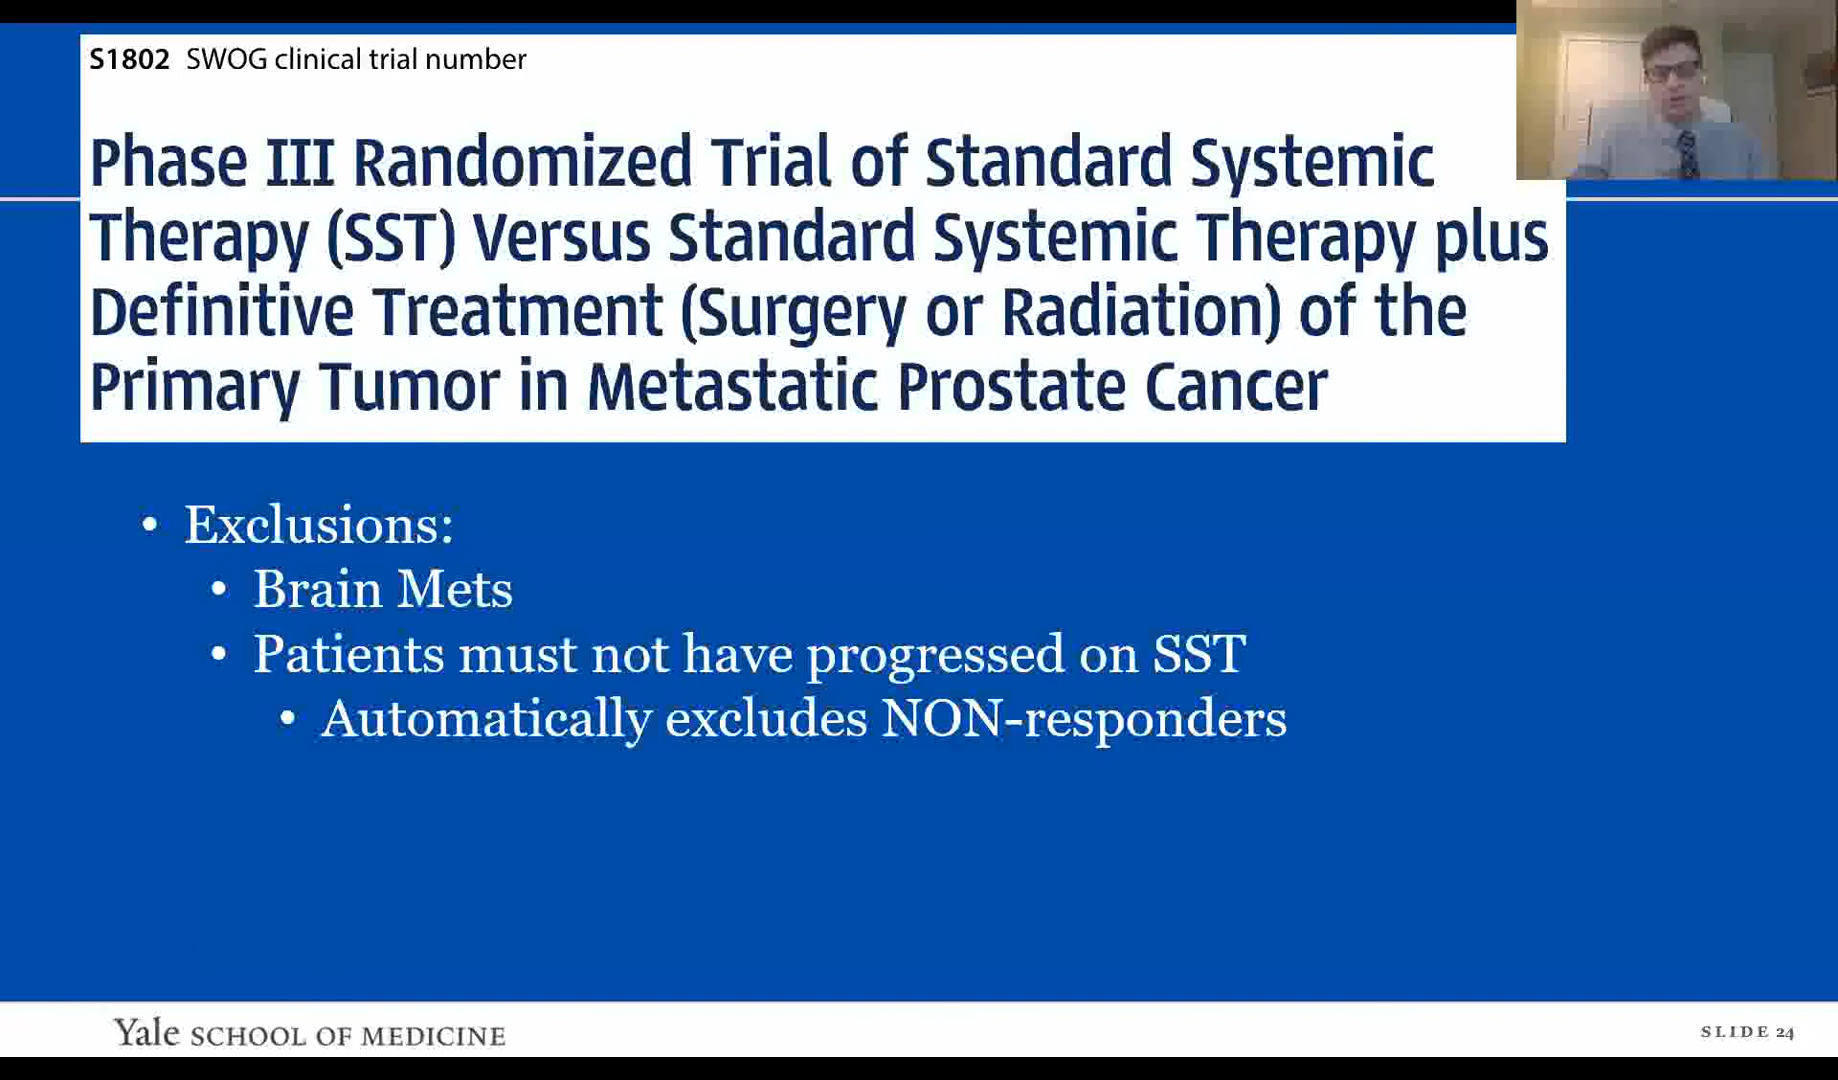 S1802 SWOG clinical trial number
Phase III Randomized Trial of Standard Systemic
Therapy (SST) Versus Standard Systemic Therapy plus
Definitive Treatment (Surgery or Radiation) of the
Primary Tumor in Metastatic Prostate Cancer
• Exclusions:
• Brain Mets
• Patients must not have progressed on SST
• Automatically excludes NON-responders
Yale SCHOOL OF MEDICINE
SLIDE 24